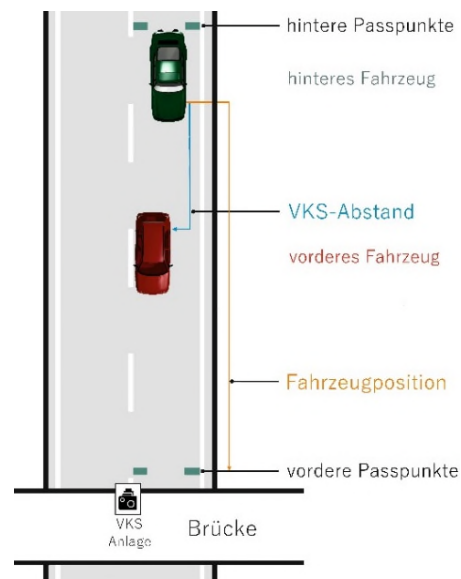 hintere Passpunkte
hinteres Fahrzeug
VKS-Abstand
vorderes Fahrzeug
Fahrzeugposition
vordere Passpunkte
VKS
Anlage
Brücke